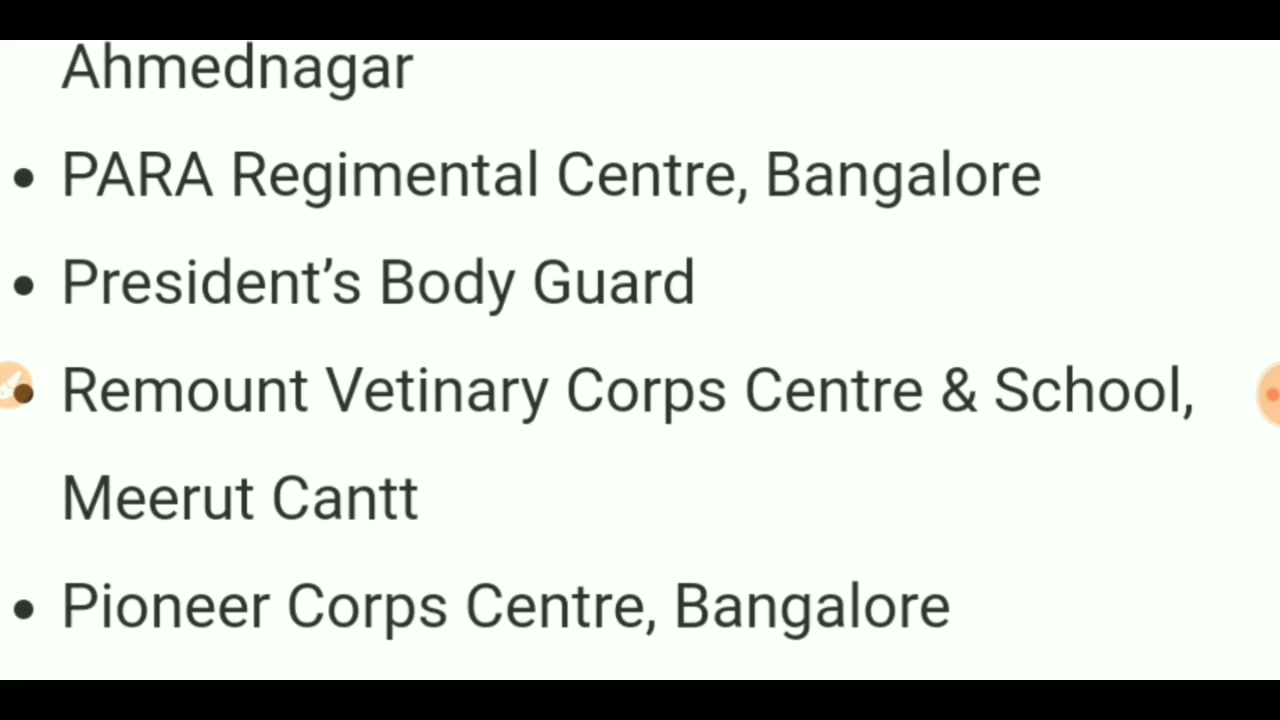 Ahmednagar
• PARA Regimental Centre, Bangalore
• President’s Body Guard
• Remount Vetinary Corps Centre & School,
Meerut Cantt
• Pioneer Corps Centre, Bangalore